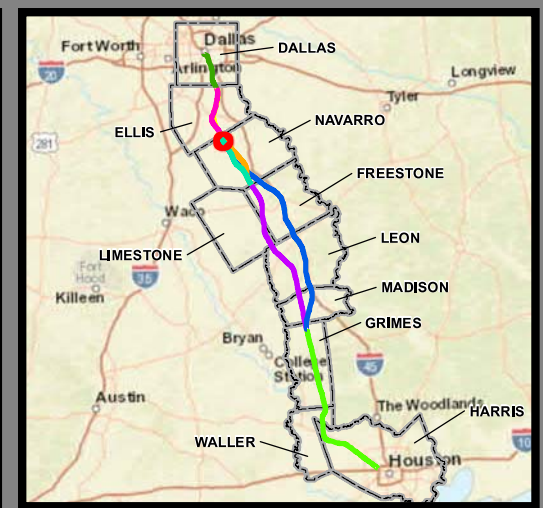 Fort Worth
Dallas
DALLAS
Arlington
20
Longview
Tyler
ELLIS
NAVARRO
281
FREESTONE
Waco
LEON
LIMESTONE
Fort
Hood
35
MADISON
Killeen
GRIMES
Bryan
College
Station
45
Austin
The Woodlands
HARRIS
WALLER
10
Houston